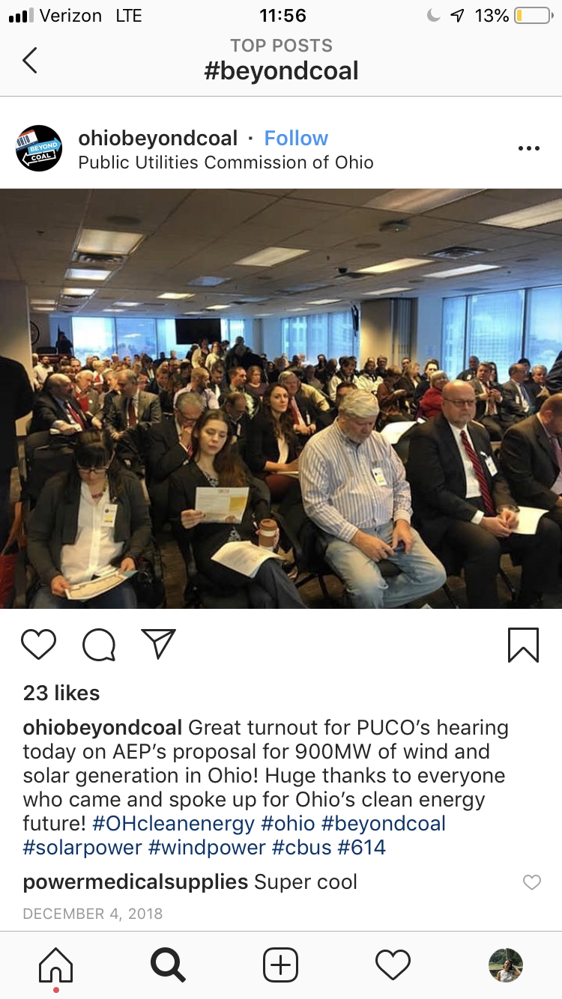 Verizon LTE 11:56 13%
TOP POSTS
#beyondcoal
OHIO
BEYOND
COAL
ohiobeyondcoal · Follow
Public Utilities Commission of Ohio
23 likes
ohiobeyondcoal Great turnout for PUCO’s hearing
today on AEP’s proposal for 900MW of wind and
solar generation in Ohio! Huge thanks to everyone
who came and spoke up for Ohio’s clean energy
future! #OHcleanenergy #ohio #beyondcoal
#solarpower #windpower #cbus #614
powermedicalsupplies Super cool
DECEMBER 4, 2018